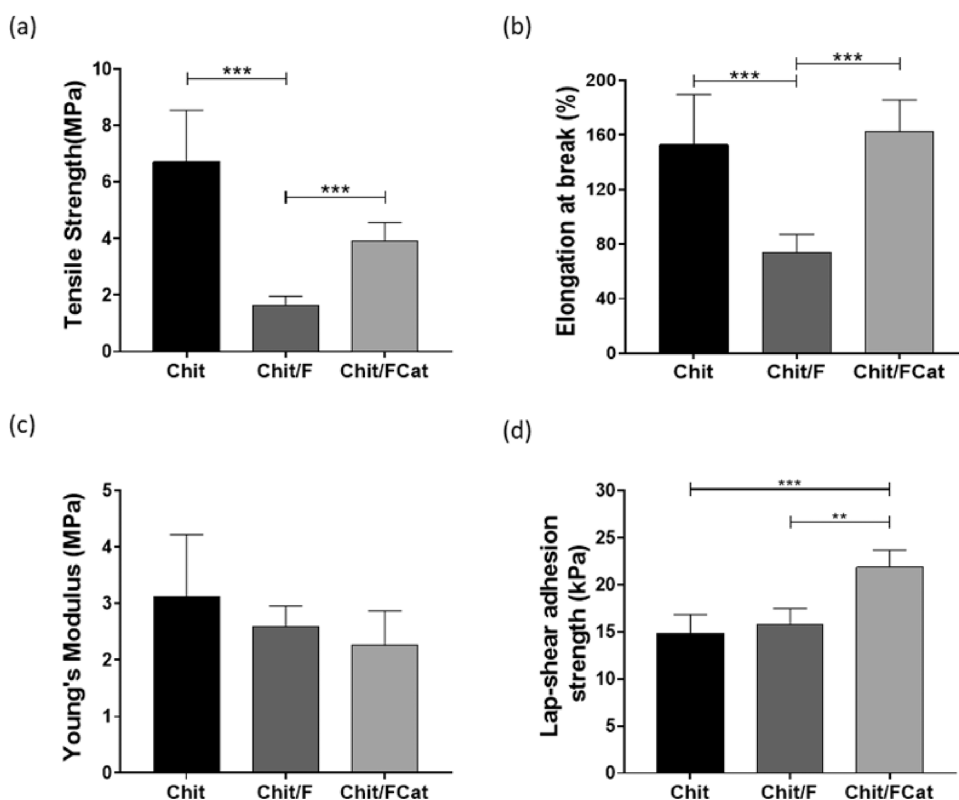 (a)
Tensile Strength(MPa)
10
8
6
4
2
0
***
***
Chit
Chit/F
Chit/FCat
(b)
Elongation at break (%)
200
160
120
80
40
0
***
***
Chit
Chit/F
Chit/FCat
(c)
Young's Modulus (MPa)
5
4
3
2
1
0
Chit
Chit/F
Chit/FCat
(d)
Lap-shear adhesion
strength (kPa)
30
25
20
15
10
5
0
***
**
Chit
Chit/F
Chit/FCat